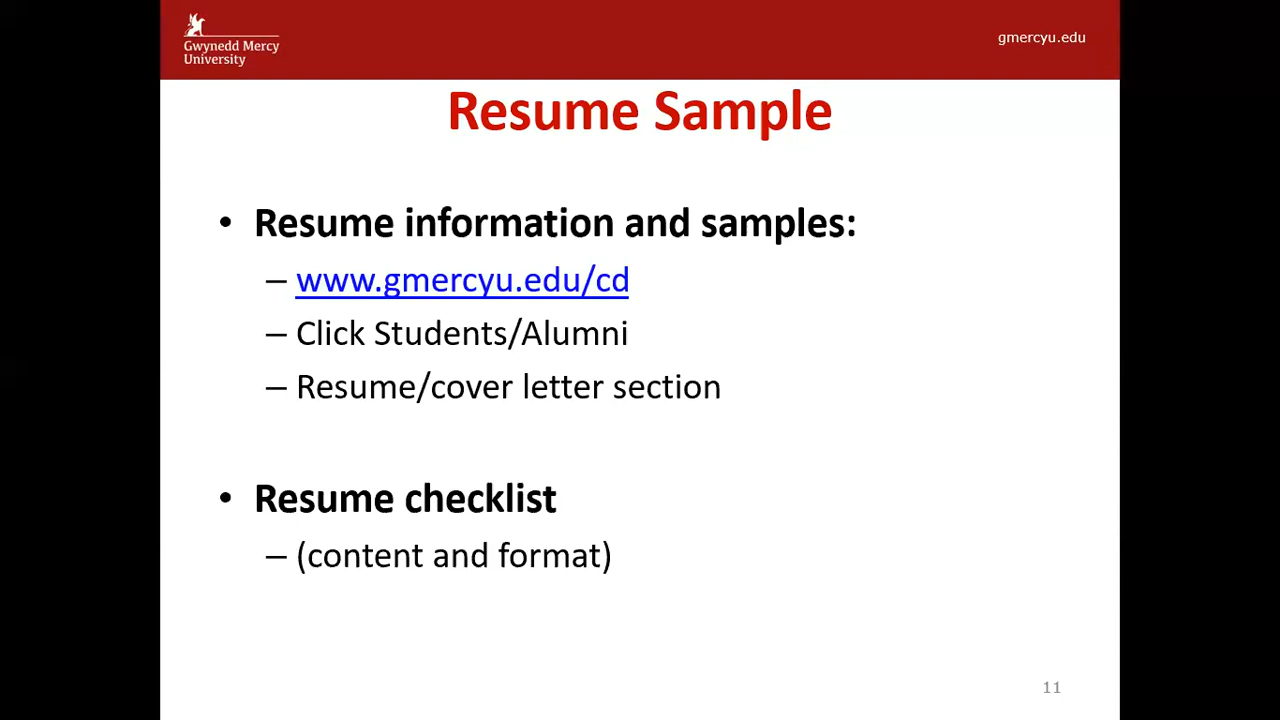 Gwynedd Mercy
University
gmercyu.edu
Resume Sample
• Resume information and samples:
– www.gmercyu.edu/cd
– Click Students/Alumni
– Resume/cover letter section
• Resume checklist
– (content and format)
11